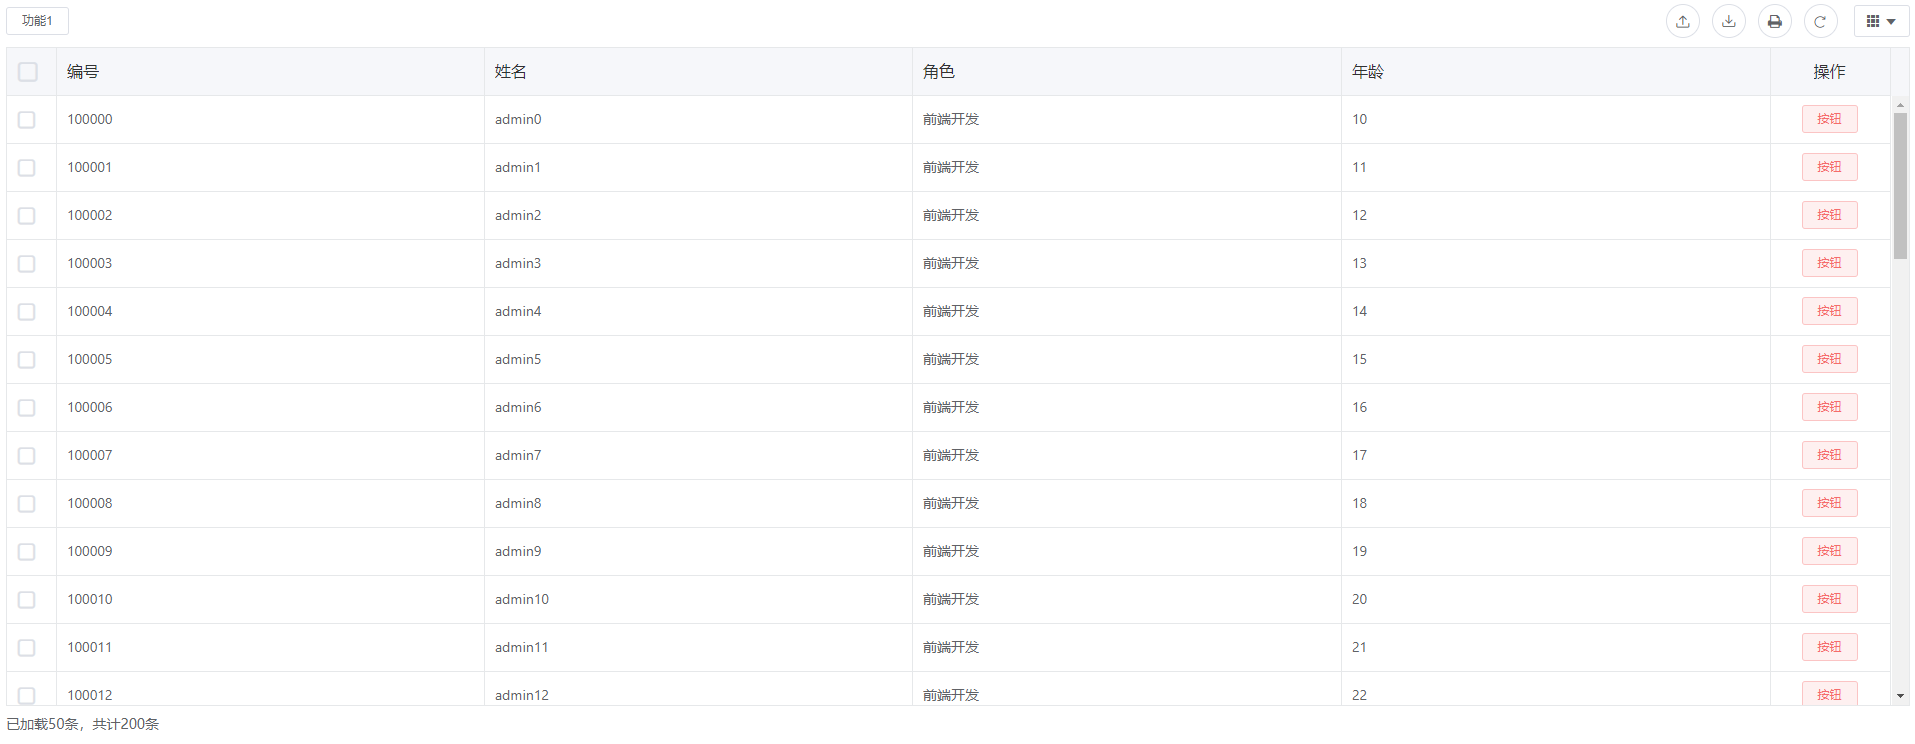 功能1
编号 姓名 角色 年龄 操作
100000 admin0 前端开发 10 按钮
100001 admin1 前端开发 11 按钮
100002 admin2 前端开发 12 按钮
100003 admin3 前端开发 13 按钮
100004 admin4 前端开发 14 按钮
100005 admin5 前端开发 15 按钮
100006 admin6 前端开发 16 按钮
100007 admin7 前端开发 17 按钮
100008 admin8 前端开发 18 按钮
100009 admin9 前端开发 19 按钮
100010 admin10 前端开发 20 按钮
100011 admin11 前端开发 21 按钮
100012 admin12 前端开发 22 按钮
已加载50条，共计200条